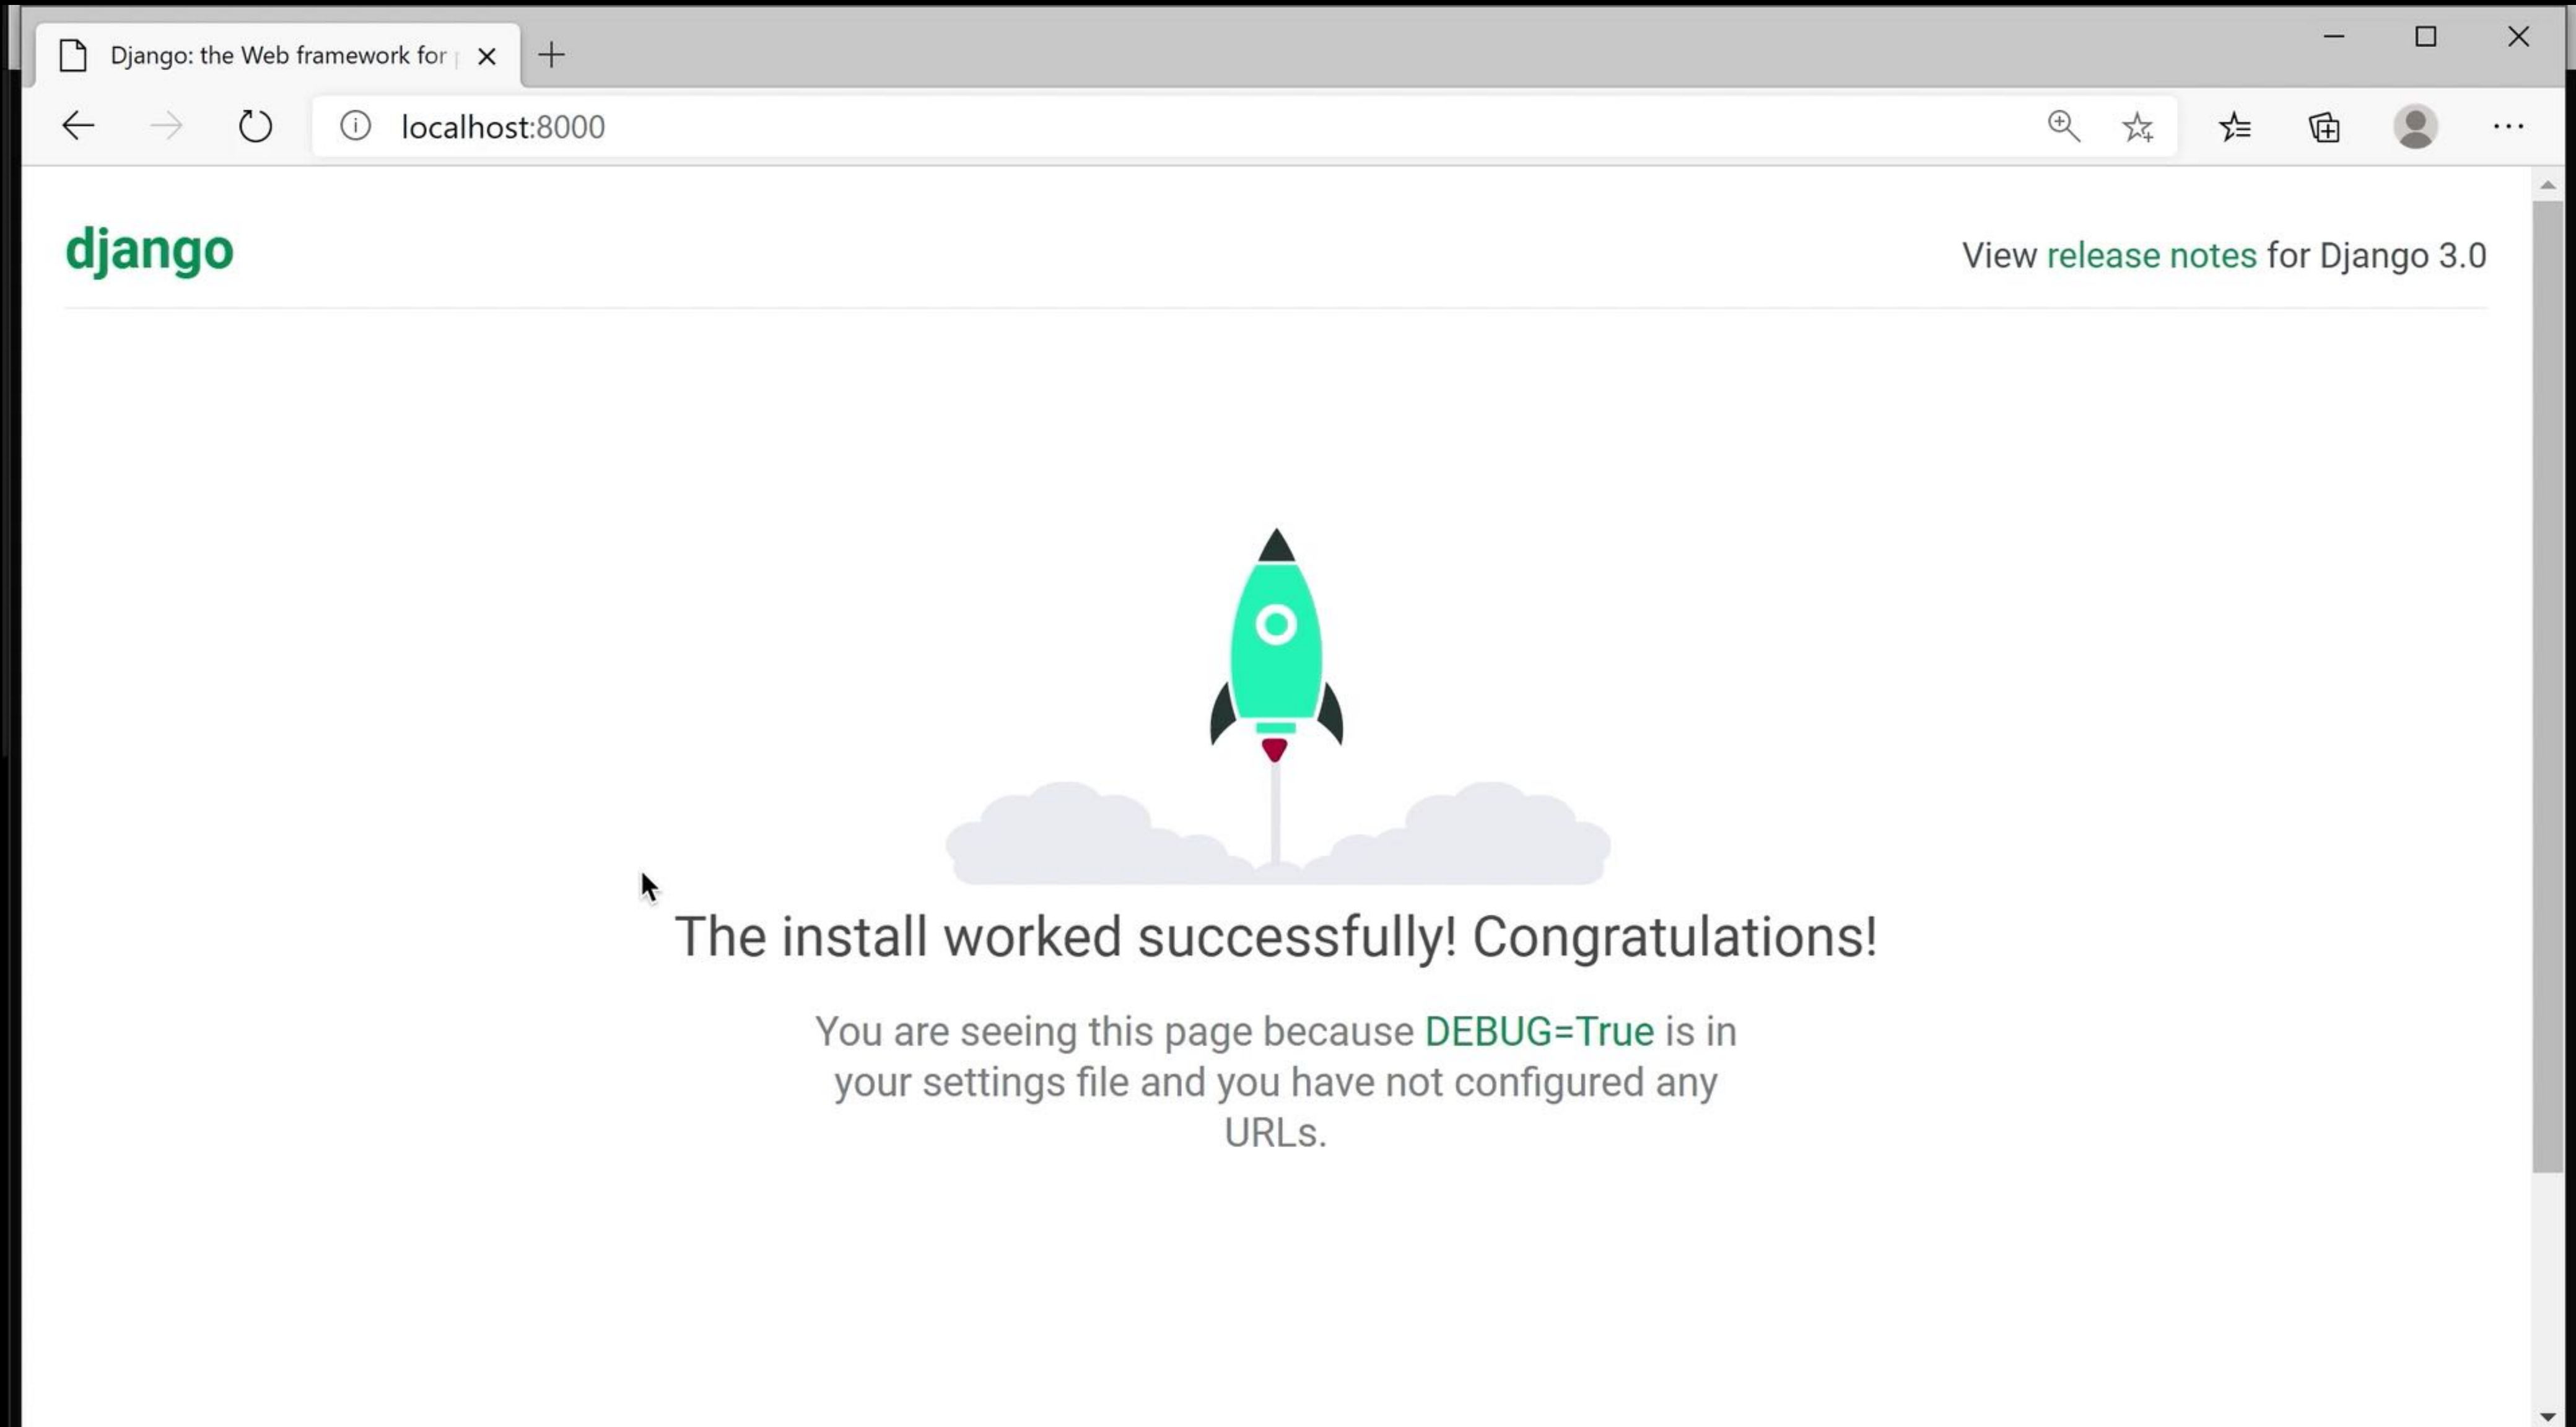 Django: the Web framework for
localhost:8000
django
View release notes for Django 3.0
The install worked successfully! Congratulations!
You are seeing this page because DEBUG=True is in
your settings file and you have not configured any
URLs.